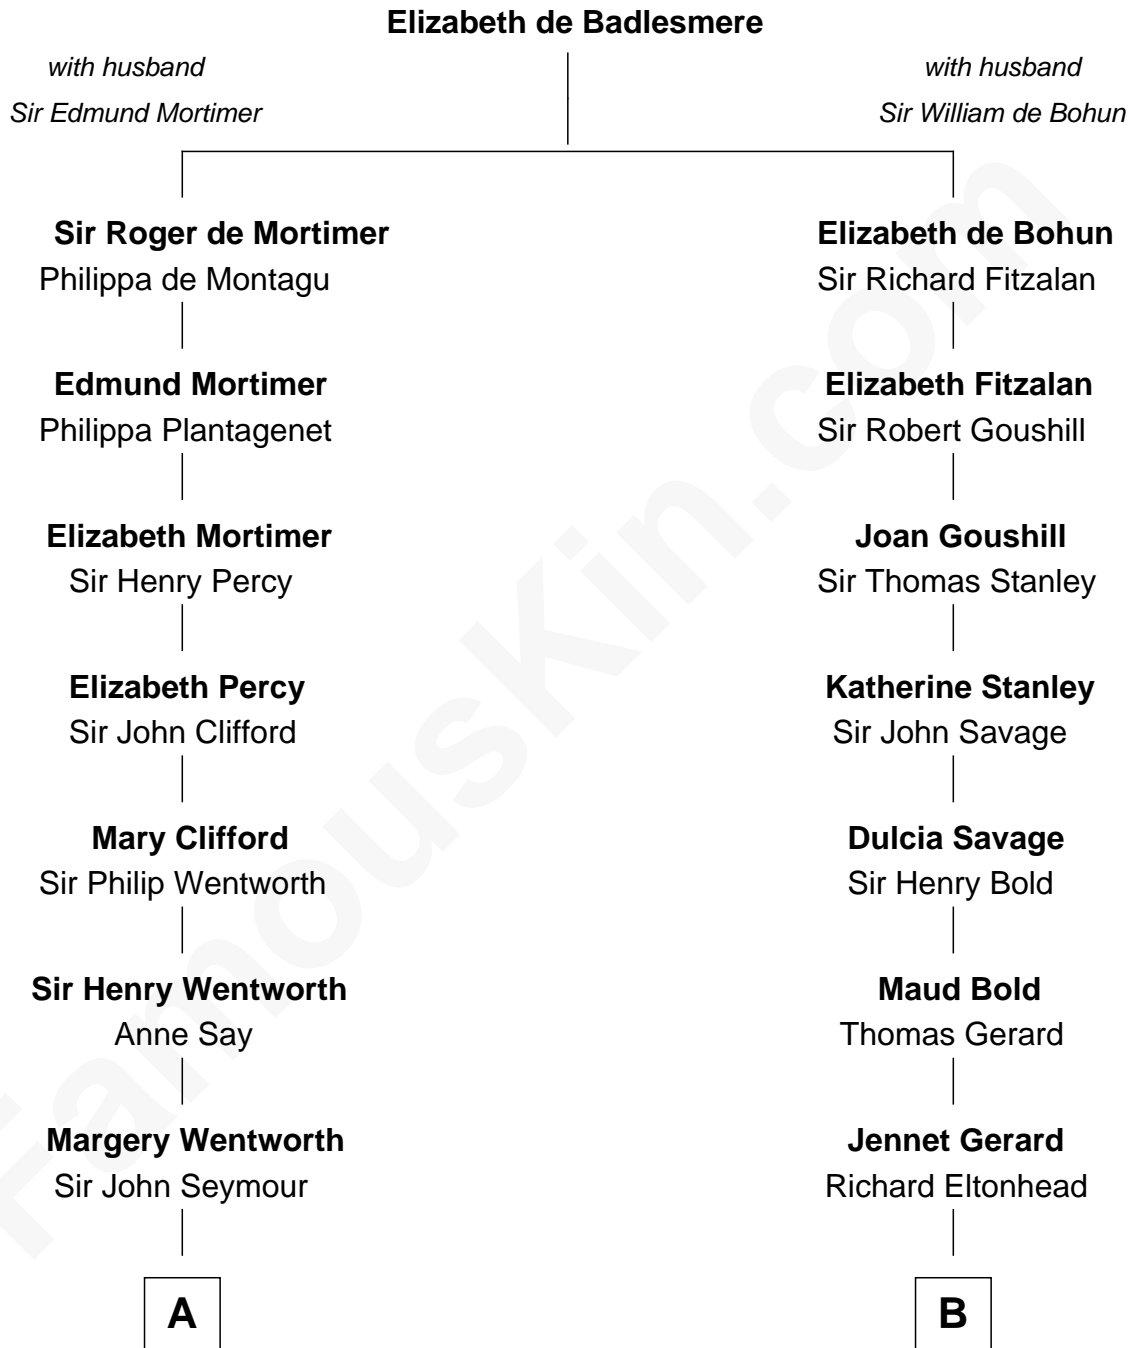 Elizabeth de Badlesmere
with husband
Sir Edmund Mortimer
with husband
Sir William de Bohun
Sir Roger de Mortimer
Philippa de Montagu
Edmund Mortimer
Philippa Plantagenet
Elizabeth Mortimer
Sir Henry Percy
Elizabeth Percy
Sir John Clifford
Mary Clifford
Sir Philip Wentworth
Sir Henry Wentworth
Anne Say
Margery Wentworth
Sir John Seymour
A
Elizabeth de Bohun
Sir Richard Fitzalan
Elizabeth Fitzalan
Sir Robert Goushill
Joan Goushill
Sir Thomas Stanley
Katherine Stanley
Sir John Savage
Dulcia Savage
Sir Henry Bold
Maud Bold
Thomas Gerard
Jennet Gerard
Richard Eltonhead
B
FamousKin.com